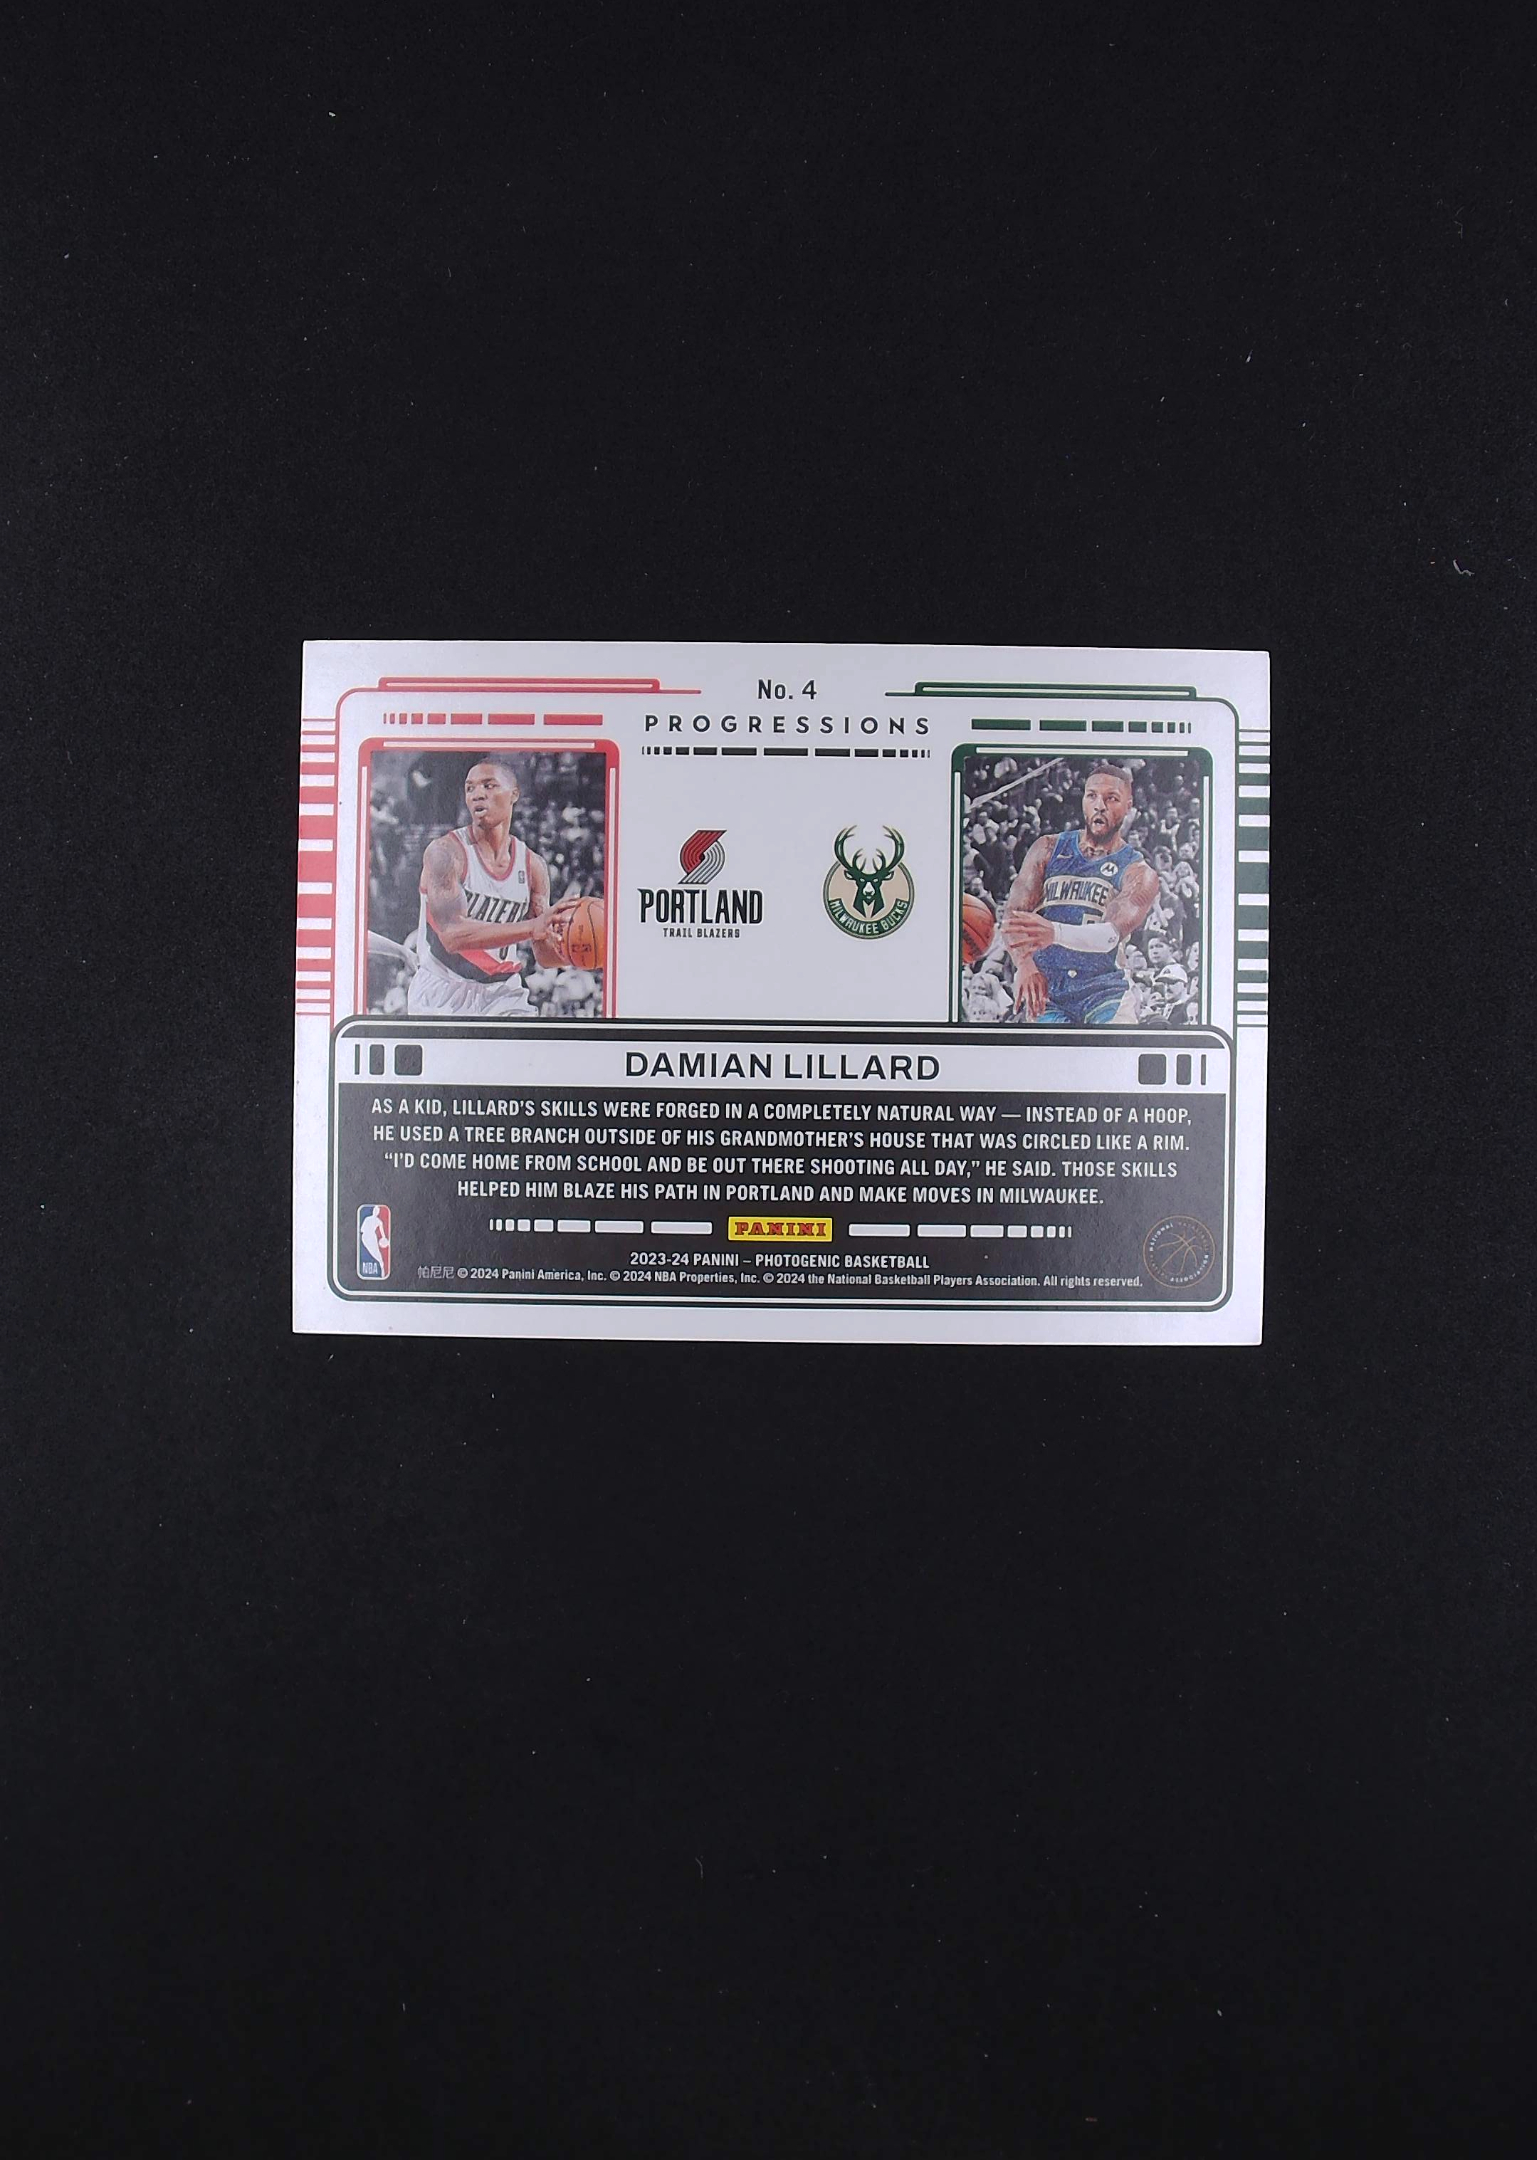 No. 4
PROGRESSIONS
BLAZERS
PORTLAND
TRAIL BLAZERS
MILWAUKEE BUCKS
MILWAUKEE
DAMIAN LILLARD
AS A KID, LILLARD'S SKILLS WERE FORGED IN A COMPLETELY NATURAL WAY — INSTEAD OF A HOOP,
HE USED A TREE BRANCH OUTSIDE OF HIS GRANDMOTHER'S HOUSE THAT WAS CIRCLED LIKE A RIM.
“I'D COME HOME FROM SCHOOL AND BE OUT THERE SHOOTING ALL DAY,” HE SAID. THOSE SKILLS
HELPED HIM BLAZE HIS PATH IN PORTLAND AND MAKE MOVES IN MILWAUKEE.
PANINI
NBA
2023-24 PANINI – PHOTOGENIC BASKETBALL
帕尼尼 © 2024 Panini America, Inc. © 2024 NBA Properties, Inc. © 2024 the National Basketball Players Association. All rights reserved.